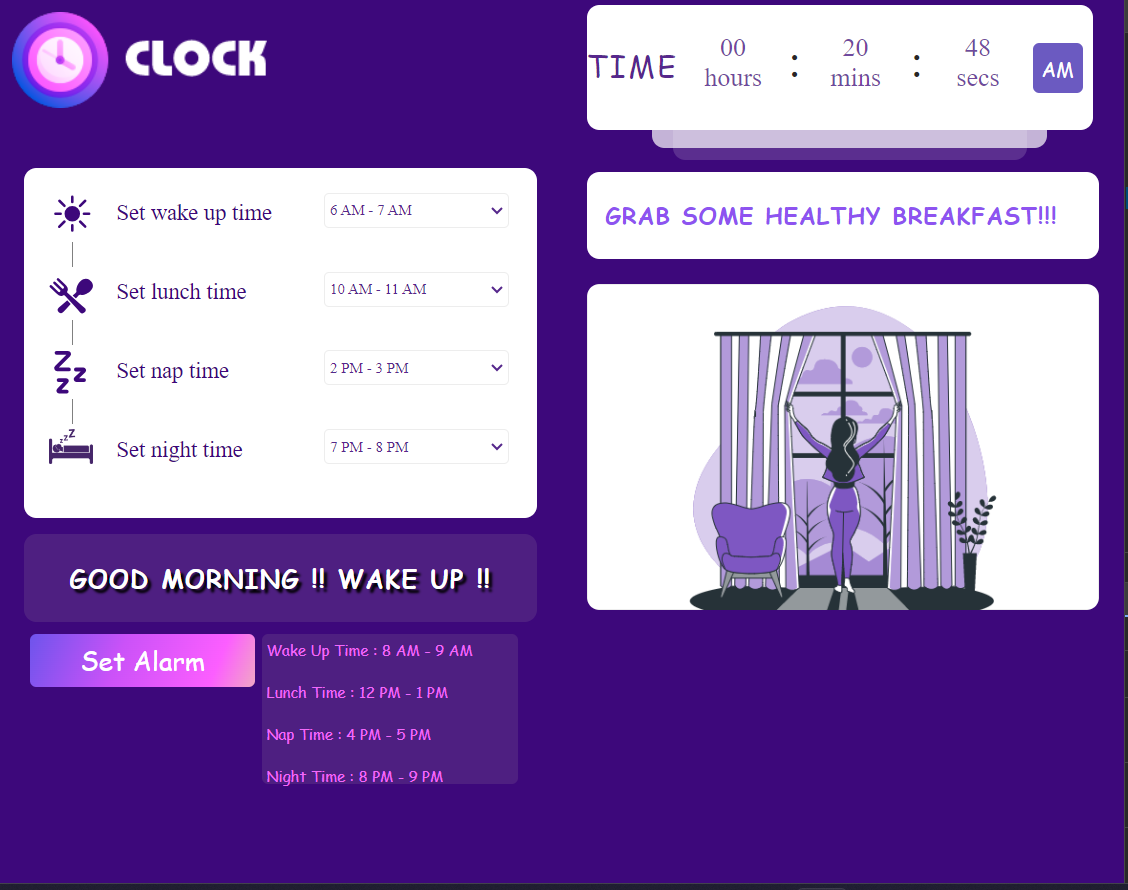 CLOCK
TIME
00 : 20 : 48
hours mins secs
AM
Set wake up time 6 AM - 7 AM
Set lunch time 10 AM - 11 AM
Set nap time 2 PM - 3 PM
Set night time 7 PM - 8 PM
GOOD MORNING !! WAKE UP !!
Set Alarm
Wake Up Time : 8 AM - 9 AM
Lunch Time : 12 PM - 1 PM
Nap Time : 4 PM - 5 PM
Night Time : 8 PM - 9 PM
GRAB SOME HEALTHY BREAKFAST!!!